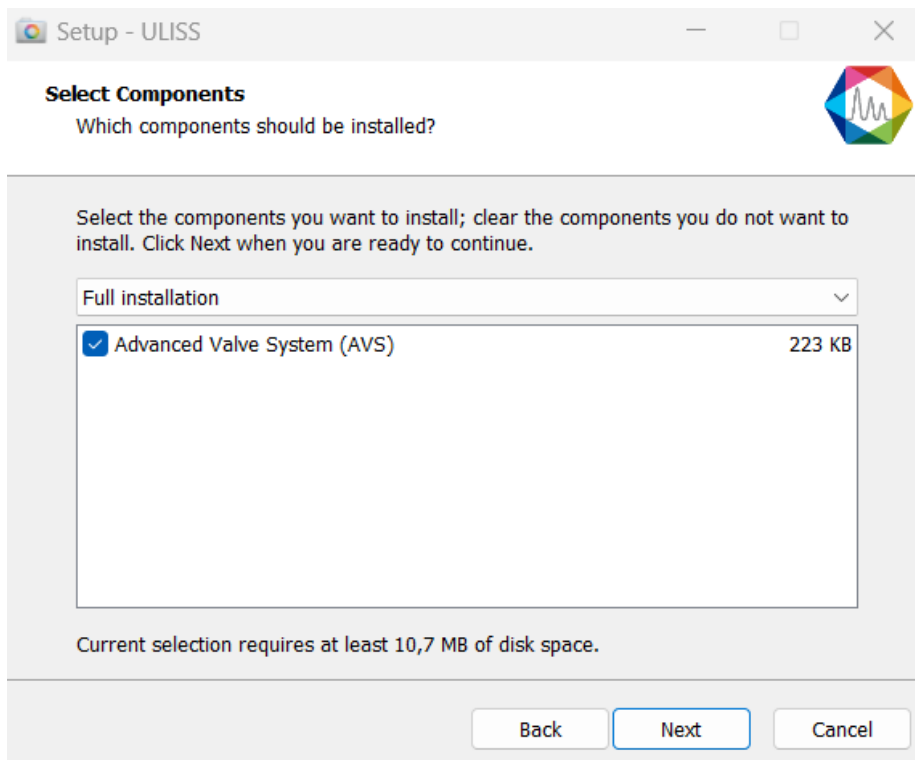 Setup - ULISS
Select Components
Which components should be installed?
Select the components you want to install; clear the components you do not want to
install. Click Next when you are ready to continue.
Full installation
Advanced Valve System (AVS) 223 KB
Current selection requires at least 10,7 MB of disk space.
Back Next Cancel